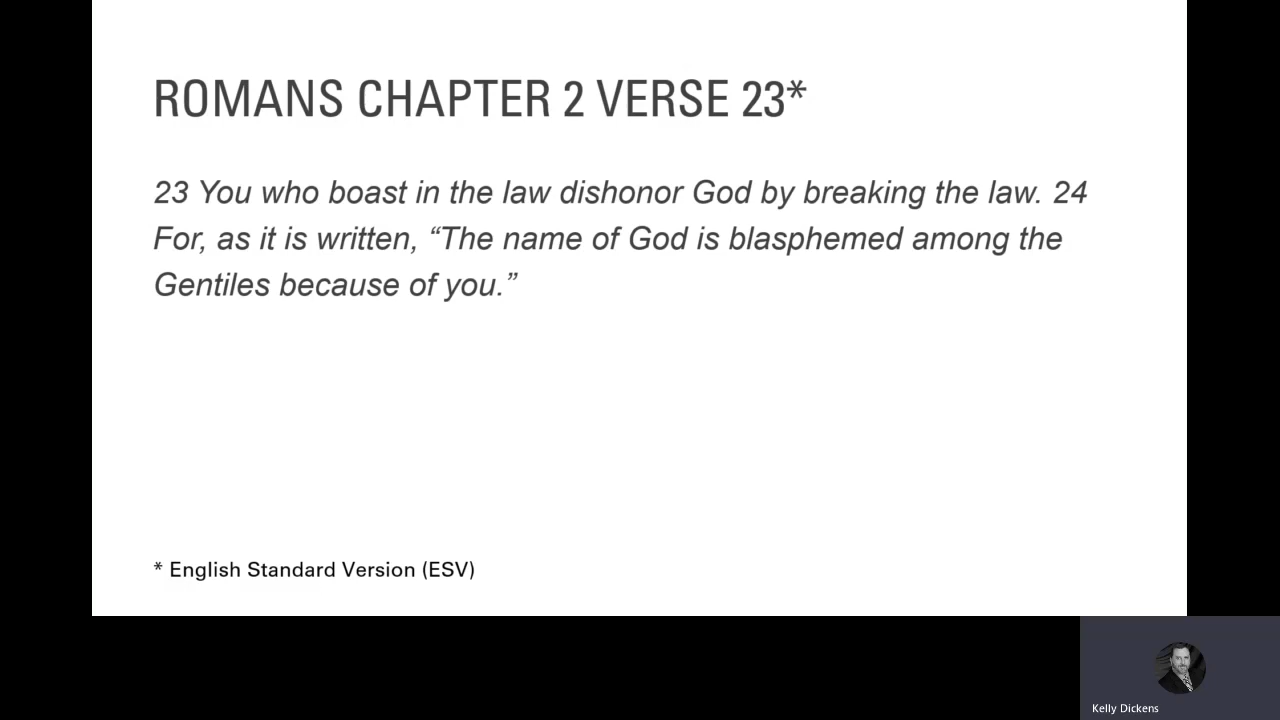 ROMANS CHAPTER 2 VERSE 23*
23 You who boast in the law dishonor God by breaking the law. 24
For, as it is written, “The name of God is blasphemed among the
Gentiles because of you.”
* English Standard Version (ESV)
Kelly Dickens